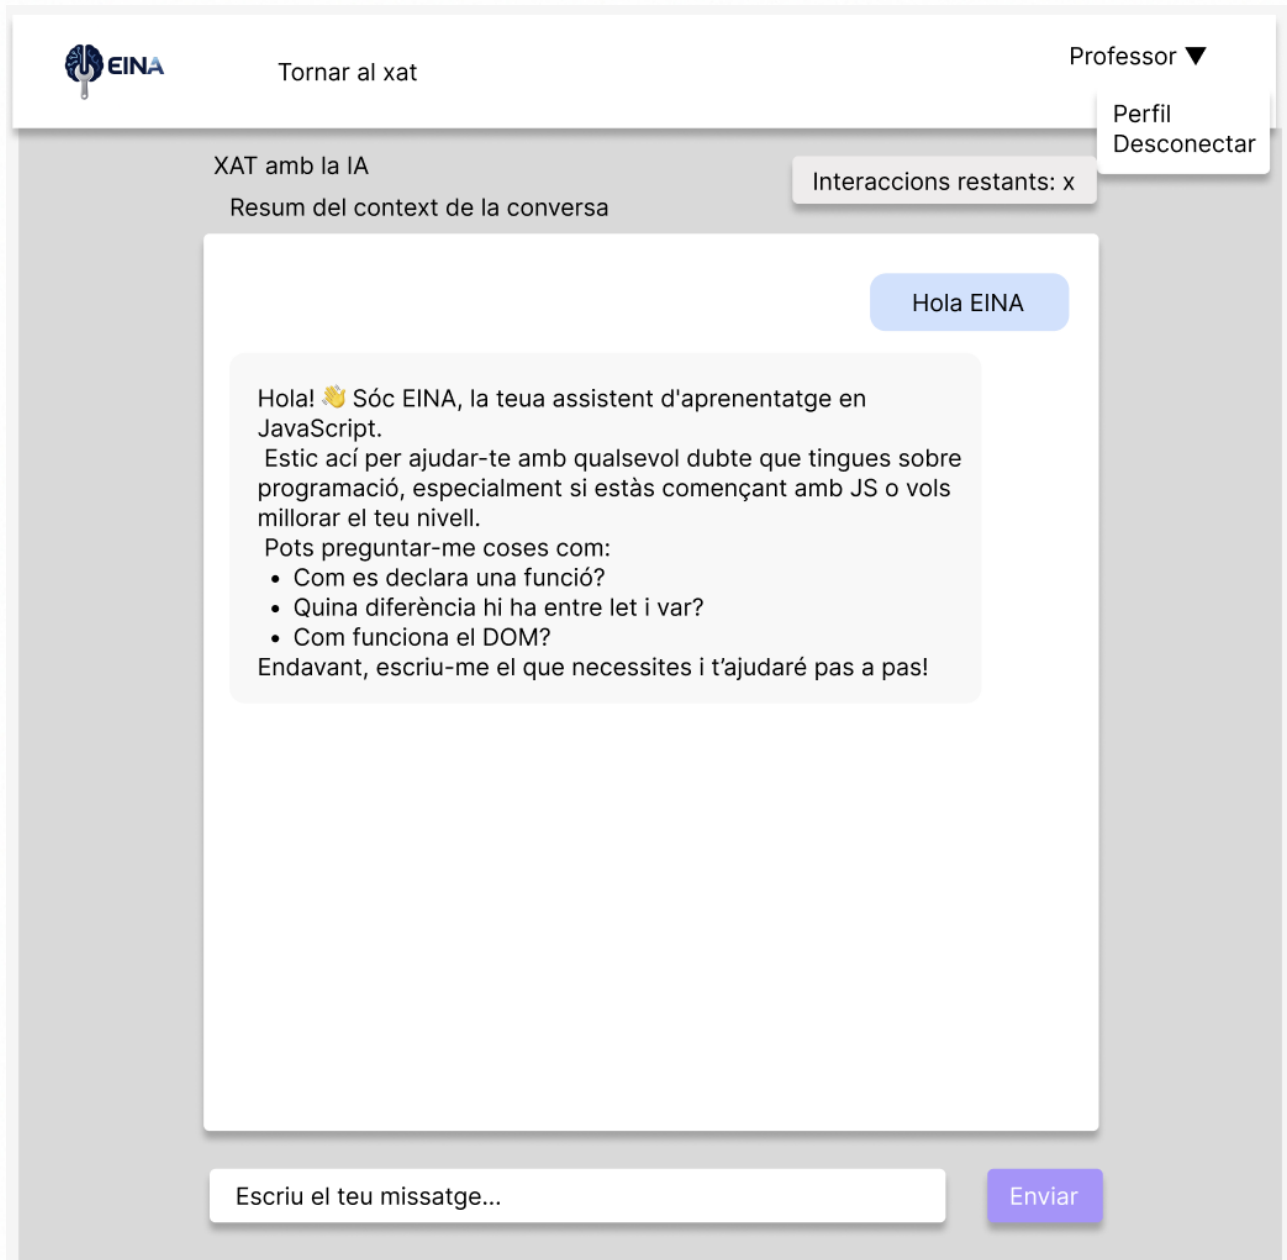 EINA
Tornar al xat
Professor ▼
Perfil
Desconectar
XAT amb la IA
Interaccions restants: x
Resum del context de la conversa
Hola EINA
Hola! 👋 Sóc EINA, la teua assistent d'aprenentatge en
JavaScript.
Estic ací per ajudar-te amb qualsevol dubte que tingues sobre
programació, especialment si estàs començant amb JS o vols
millorar el teu nivell.
Pots preguntar-me coses com:
• Com es declara una funció?
• Quina diferència hi ha entre let i var?
• Com funciona el DOM?
Endavant, escriu-me el que necessites i t’ajudaré pas a pas!
Escriu el teu missatge...
Enviar